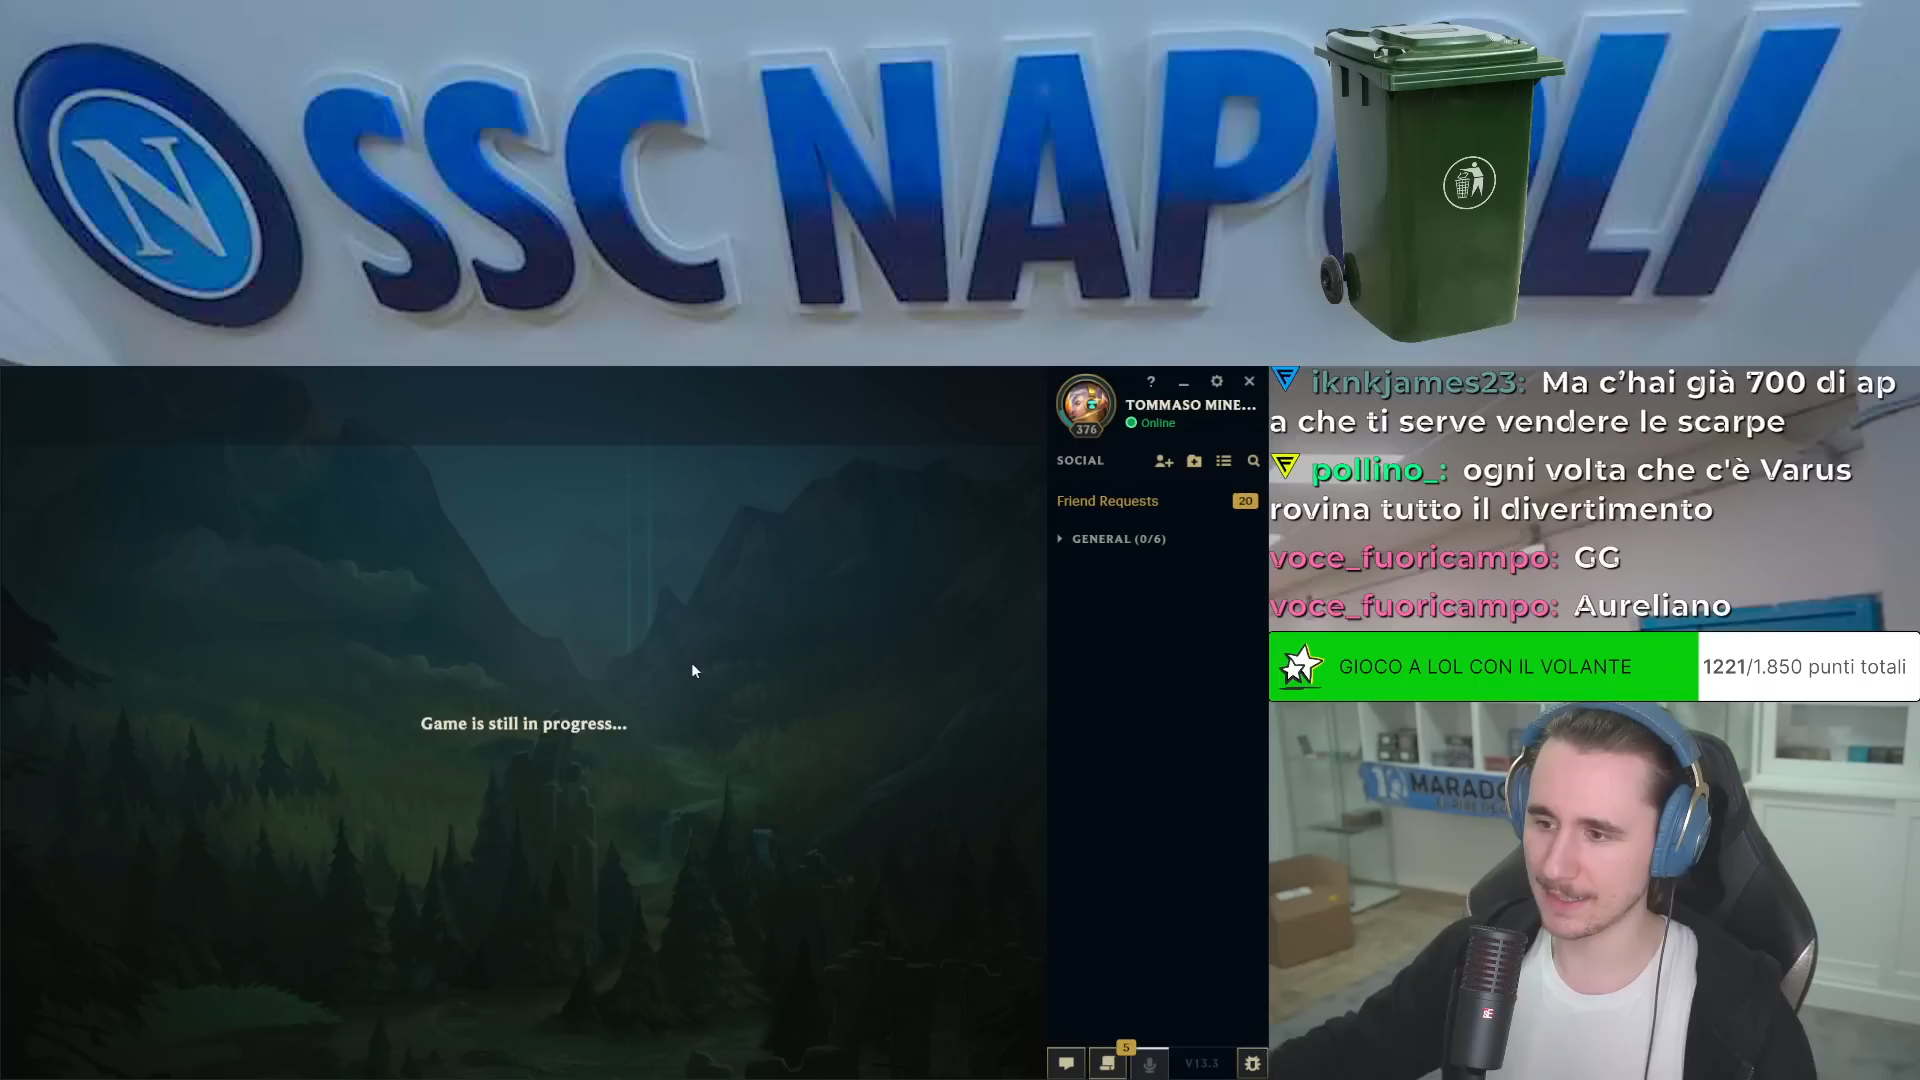 N SSC NAPOLI
TOMMASO MINE...
376
Online
SOCIAL
Friend Requests 20
GENERAL (0/6)
Game is still in progress...
5
V13.3
iknkjames23: Ma c'hai già 700 di ap
a che ti serve vendere le scarpe
pollino_: ogni volta che c'è Varus
rovina tutto il divertimento
voce_fuoricampo: GG
voce_fuoricampo: Aureliano
GIOCO A LOL CON IL VOLANTE 1221/1.850 punti totali
10 MARADO
sE